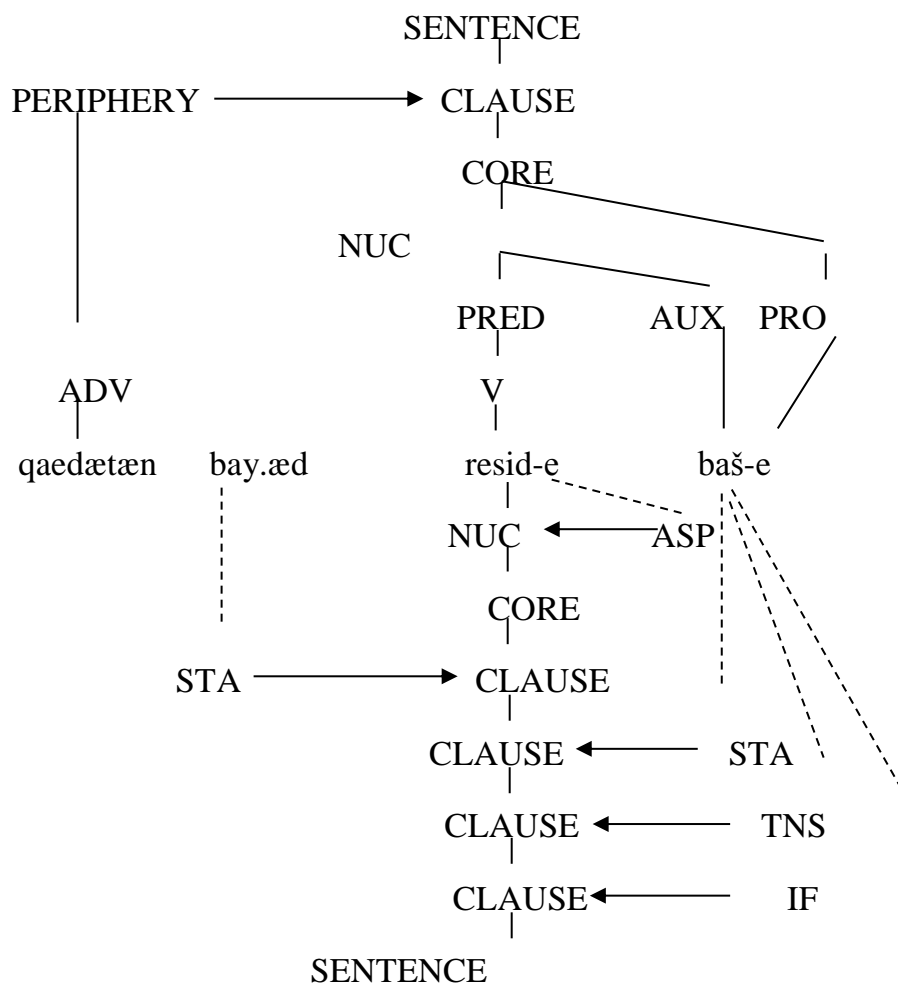 SENTENCE
PERIPHERY CLAUSE
CORE
NUC
PRED AUX PRO
ADV V
qaedætæn bay.æd resid-e baš-e
NUC ASP
CORE
STA CLAUSE
CLAUSE STA
CLAUSE TNS
CLAUSE IF
SENTENCE